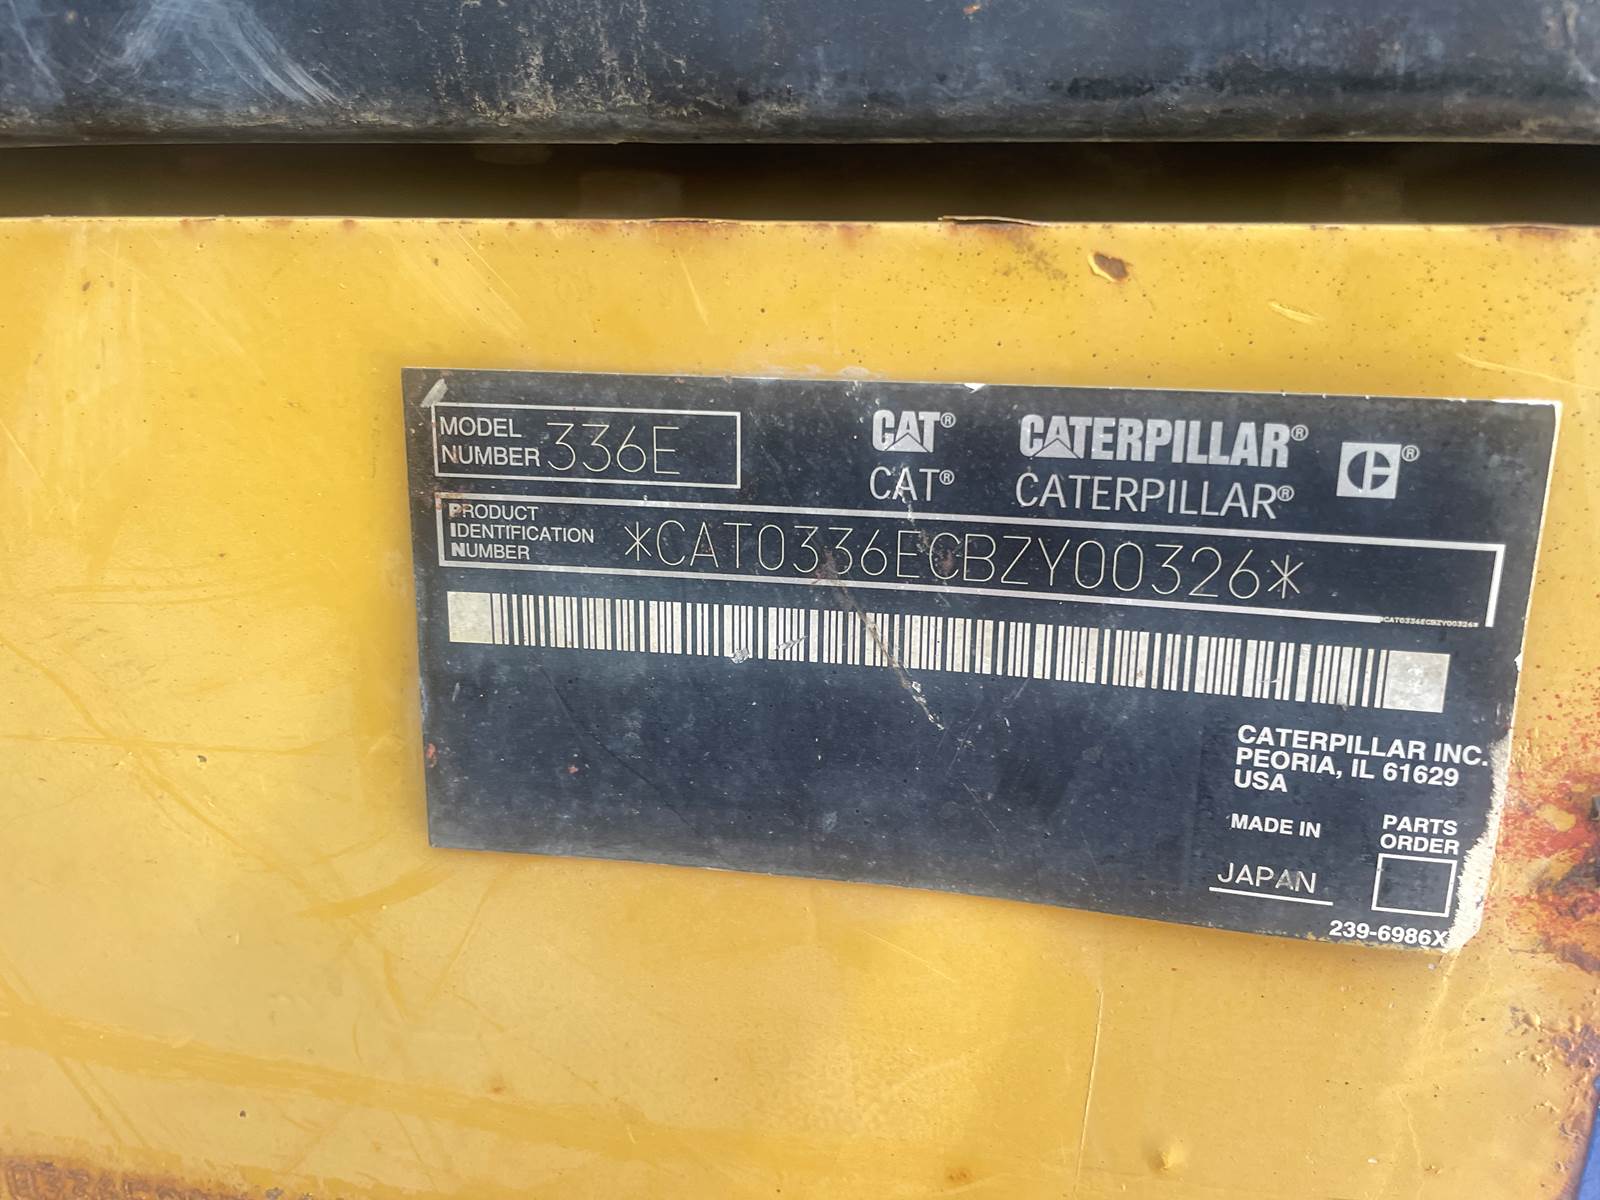 MODEL NUMBER 336E
CAT® CATERPILLAR® C®
CAT® CATERPILLAR®
PRODUCT
IDENTIFICATION
NUMBER
*CAT0336ECBZY00326*
*CAT0336ECBZY00326*
CATERPILLAR INC.
PEORIA, IL 61629
USA
MADE IN
JAPAN
PARTS
ORDER
239-6986X